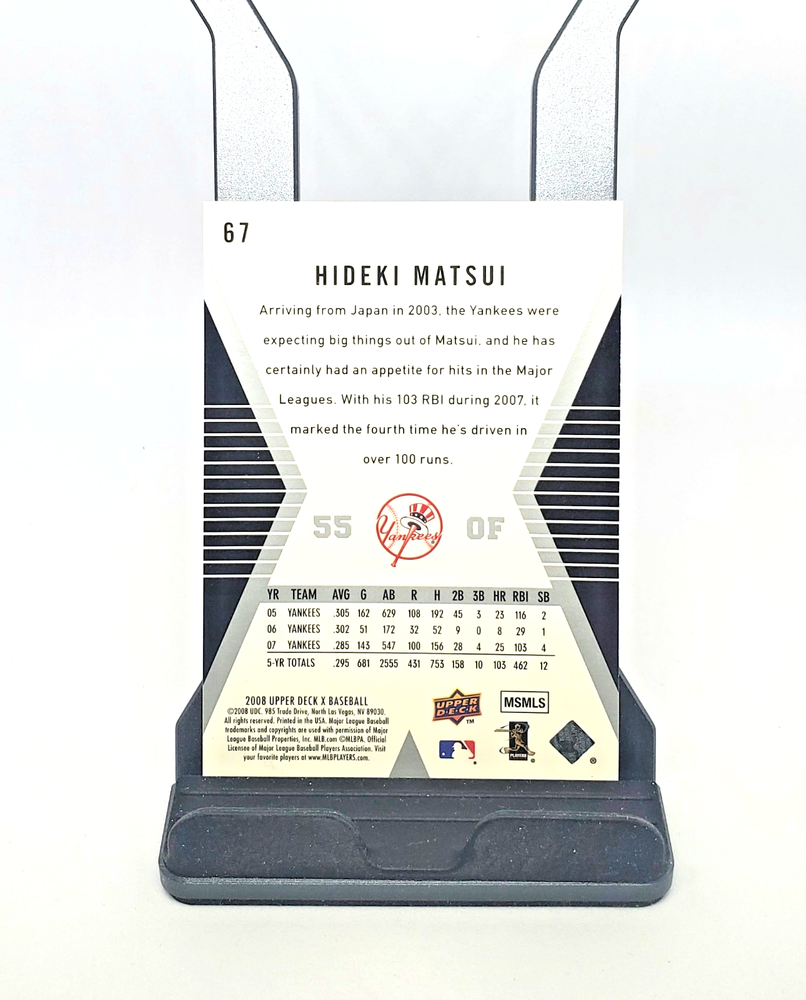 67
HIDEKI MATSUI
Arriving from Japan in 2003, the Yankees were
expecting big things out of Matsui, and he has
certainly had an appetite for hits in the Major
Leagues. With his 103 RBI during 2007, it
marked the fourth time he's driven in
over 100 runs.
55 Yankees OF
YR TEAM AVG G AB R H 2B 3B HR RBI SB
05 YANKEES .305 162 629 108 192 45 3 23 116 2
06 YANKEES .302 51 172 32 52 9 0 8 29 1
07 YANKEES .285 143 547 100 156 28 4 25 103 4
5-YR TOTALS .295 681 2555 431 753 158 10 103 462 12
2008 UPPER DECK X BASEBALL
©2008 UDC. 985 Trade Drive, North Las Vegas, NV 89030.
All rights reserved. Printed in the USA. Major League Baseball
trademarks and copyrights are used with permission of Major
League Baseball Properties, Inc. MLB.com ©MLBPA. Official
Licensee of Major League Baseball Players Association. Visit
your favorite players at www.MLBPLAYERS.com.
UPPER
DECK
TM
MSMLS
PLAYERS
®